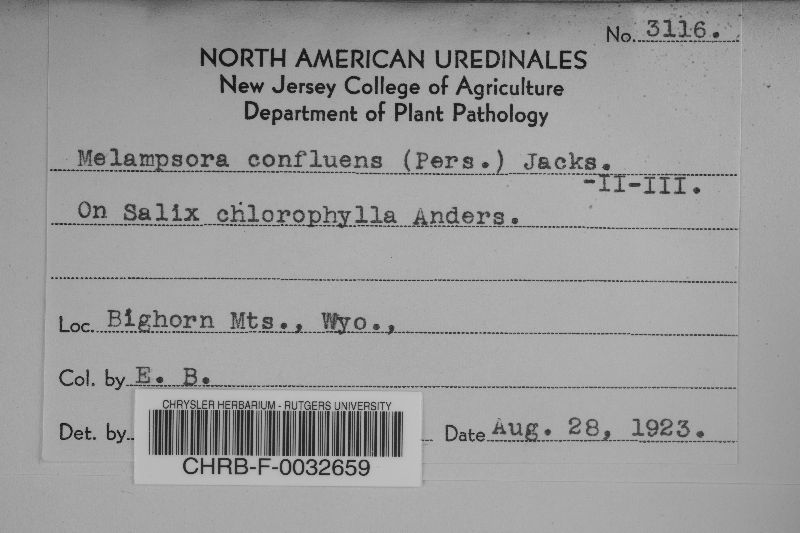 No. 3116.
NORTH AMERICAN UREDINALES
New Jersey College of Agriculture
Department of Plant Pathology
Melampsora confluens (Pers.) Jacks.
-II-III.
On Salix chlorophylla Anders.
Loc. Bighorn Mts., Wyo.,
Col. by E. B.
Det. by
Date Aug. 28, 1923.
CHRYSLER HERBARIUM - RUTGERS UNIVERSITY
CHRB-F-0032659